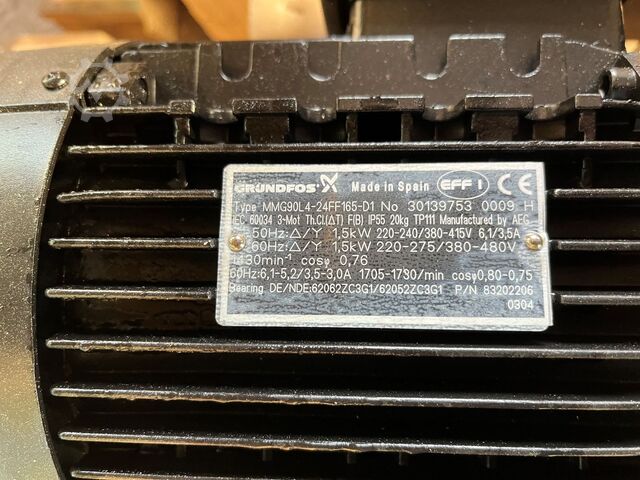 GRUNDFOS Made in Spain EFF 1 CE
Type MMG90L4-24FF165-D1 No 30139753 0009 H
IEC 60034 3-Mot Th.Cl(ΔT) F(B) IP55 20kg TP111 Manufactured by AEG
50Hz:Δ/Y 1,5kW 220-240/380-415V 6,1/3,5A
60Hz:Δ/Y 1,5kW 220-275/380-480V
1430min⁻¹ cosφ 0,76
60Hz:6,1-5,2/3,5-3,0A 1705-1730/min cosφ0,80-0,75
Bearing DE/NDE:62062ZC3G1/62052ZC3G1 P/N 83202206
0304